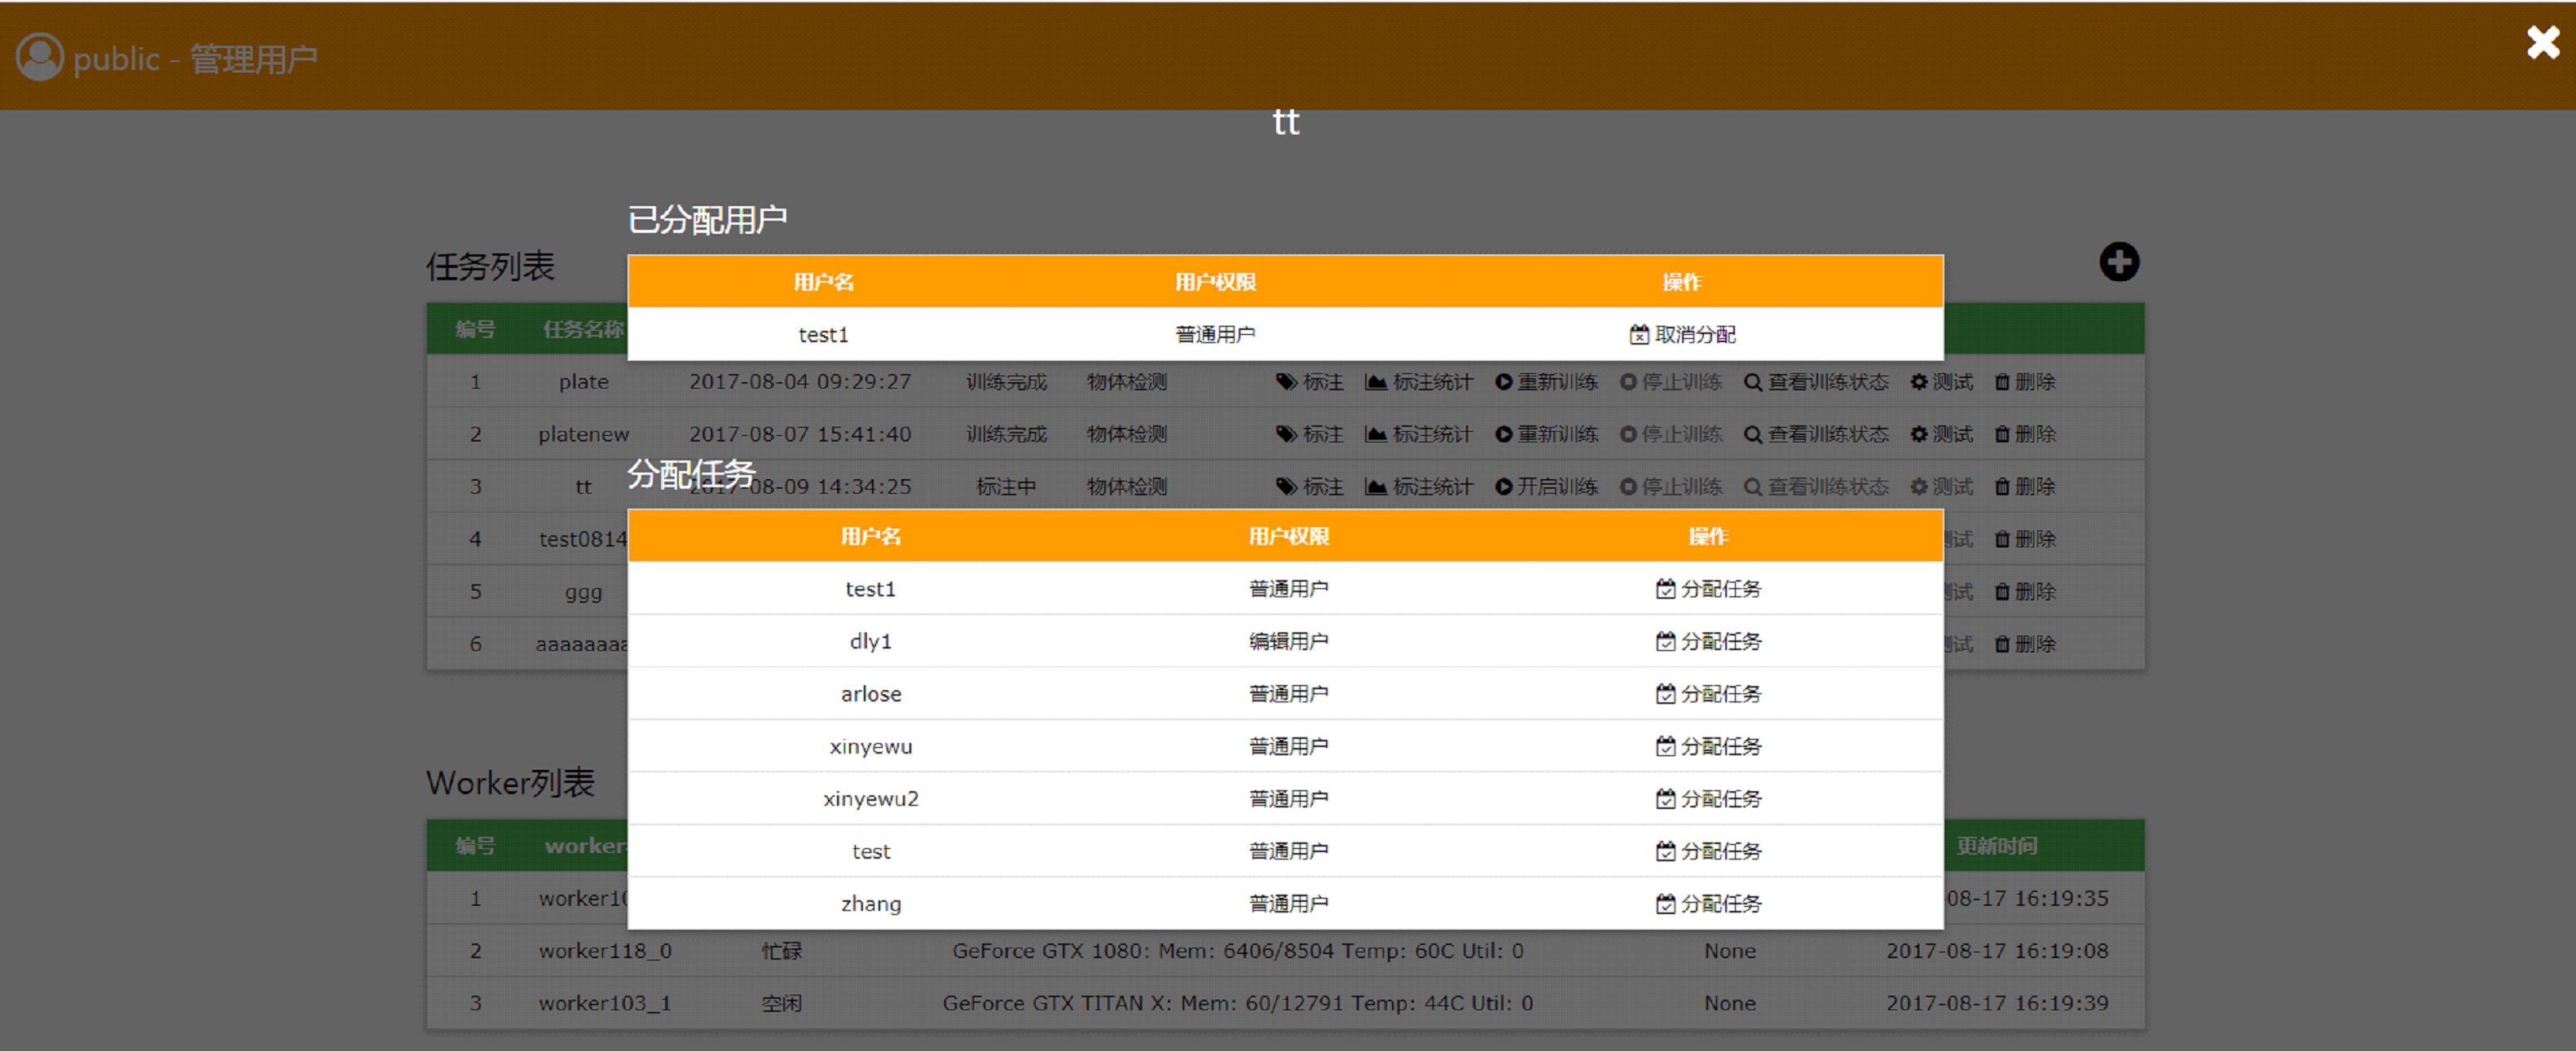 public - 管理用户
tt
已分配用户
任务列表
用户名 用户权限 操作
编号 任务名称
test1 普通用户 取消分配
1 plate 2017-08-04 09:29:27 训练完成 物体检测 标注 标注统计 重新训练 停止训练 查看训练状态 测试 删除
2 platenew 2017-08-07 15:41:40 训练完成 物体检测 标注 标注统计 重新训练 停止训练 查看训练状态 测试 删除
分配任务
3 tt 2017-08-09 14:34:25 标注中 物体检测 标注 标注统计 开启训练 停止训练 查看训练状态 测试 删除
用户名 用户权限 操作
4 test0814 测试 删除
test1 普通用户 分配任务
5 ggg 测试 删除
dly1 编辑用户 分配任务
6 aaaaaaaa 测试 删除
arlose 普通用户 分配任务
xinyewu 普通用户 分配任务
Worker列表
xinyewu2 普通用户 分配任务
编号 worker 更新时间
test 普通用户 分配任务
1 worker10 08-17 16:19:35
zhang 普通用户 分配任务
2 worker118_0 忙碌 GeForce GTX 1080: Mem: 6406/8504 Temp: 60C Util: 0 None 2017-08-17 16:19:08
3 worker103_1 空闲 GeForce GTX TITAN X: Mem: 60/12791 Temp: 44C Util: 0 None 2017-08-17 16:19:39